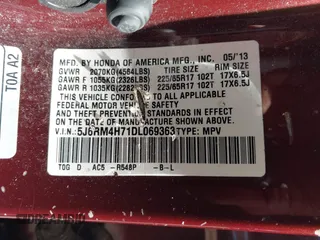 TOA A2
MFD. BY HONDA OF AMERICA MFG., INC. 05/13
GVWR 2070KG(4564LBS) TIRE SIZE RIM SIZE
GAWR F 1055KG(2326LBS) 225/65R17 102T 17X6.5J
GAWR R 1035KG(2282LBS) 225/65R17 102T 17X6.5J
THIS VEHICLE CONFORMS TO ALL APPLICABLE
FEDERAL MOTOR VEHICLE SAFETY
AND THEFT PREVENTION STANDARDS IN
EFFECT ON THE DATE OF MANUFACTURE
SHOWN ABOVE.
V.I.N.: 5J6RM4H71DL069363 TYPE: MPV
TOG D AC5 -R548P -B-L